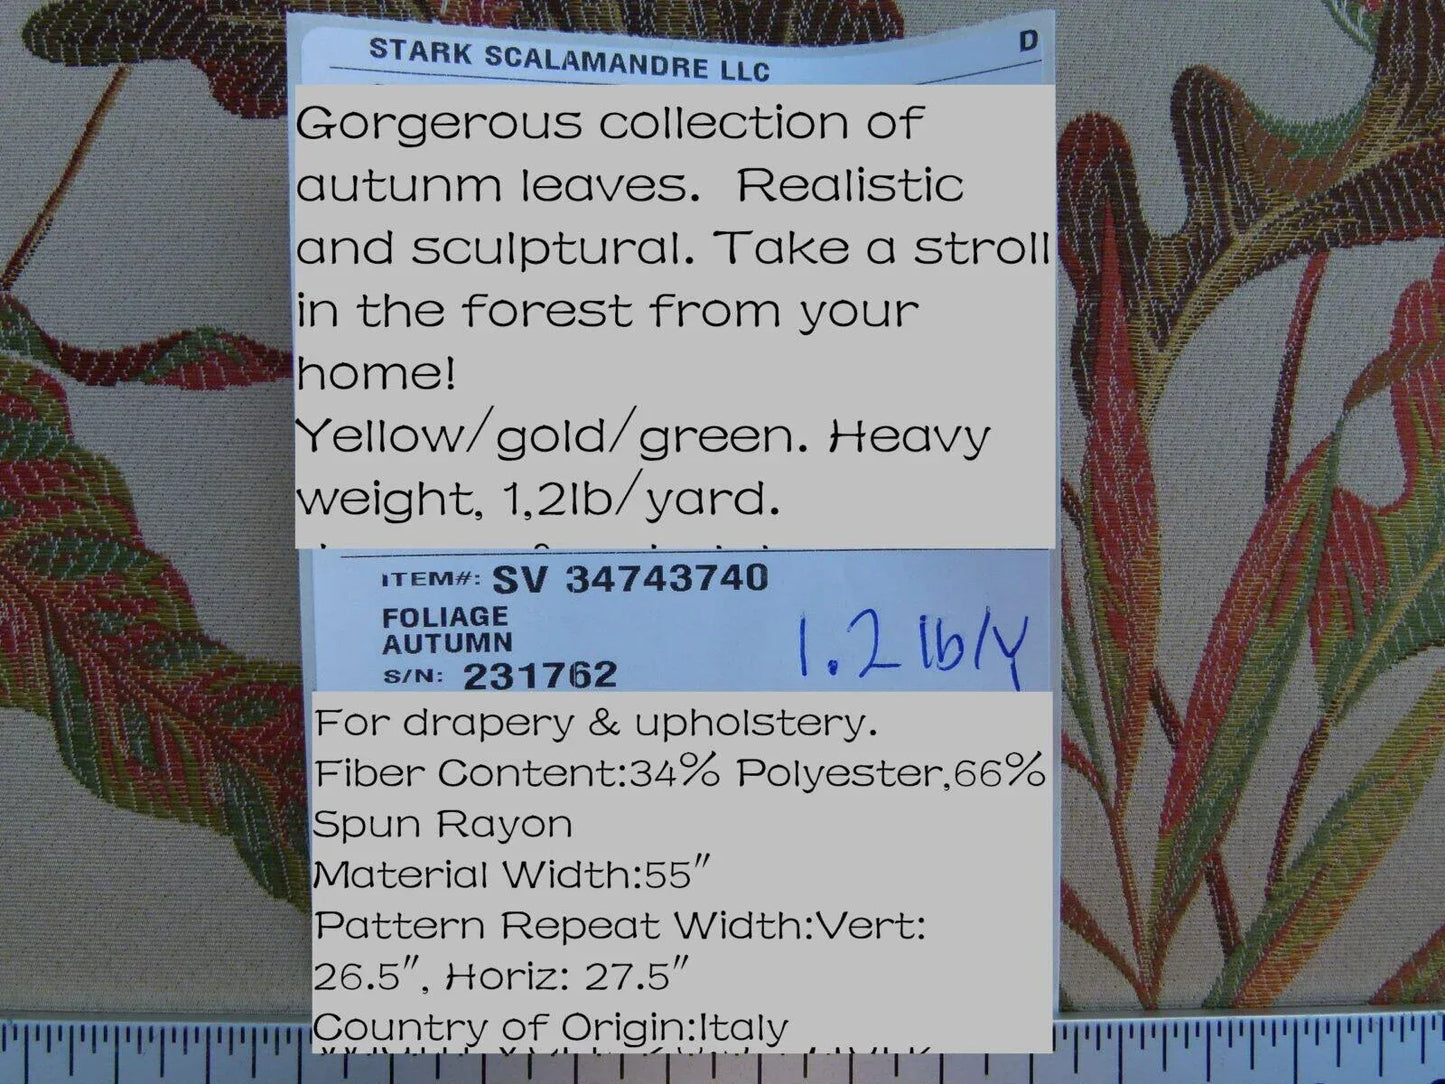 STARK SCALAMANDRE LLC
D
Gorgerous collection of
autunm leaves. Realistic
and sculptural. Take a stroll
in the forest from your
home!
Yellow/gold/green. Heavy
weight, 1,2lb/yard.
ITEM#: SV 34743740
FOLIAGE
AUTUMN
S/N: 231762
1.2 lb/y
For drapery & upholstery.
Fiber Content:34% Polyester,66%
Spun Rayon
Material Width:55"
Pattern Repeat Width:Vert:
26.5", Horiz: 27.5"
Country of Origin:Italy